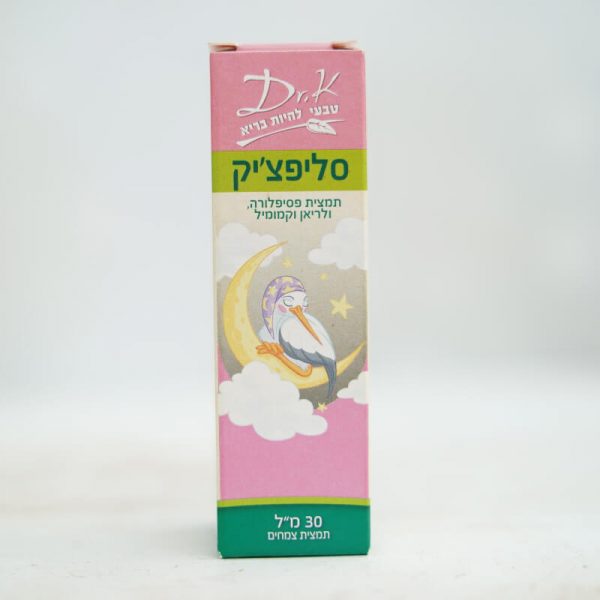 Dr.K
טבעי להיות בריא
סליפצ'יק
תמצית פסיפלורה,
ולריאן וקמומיל
30 מ"ל
תמצית צמחים